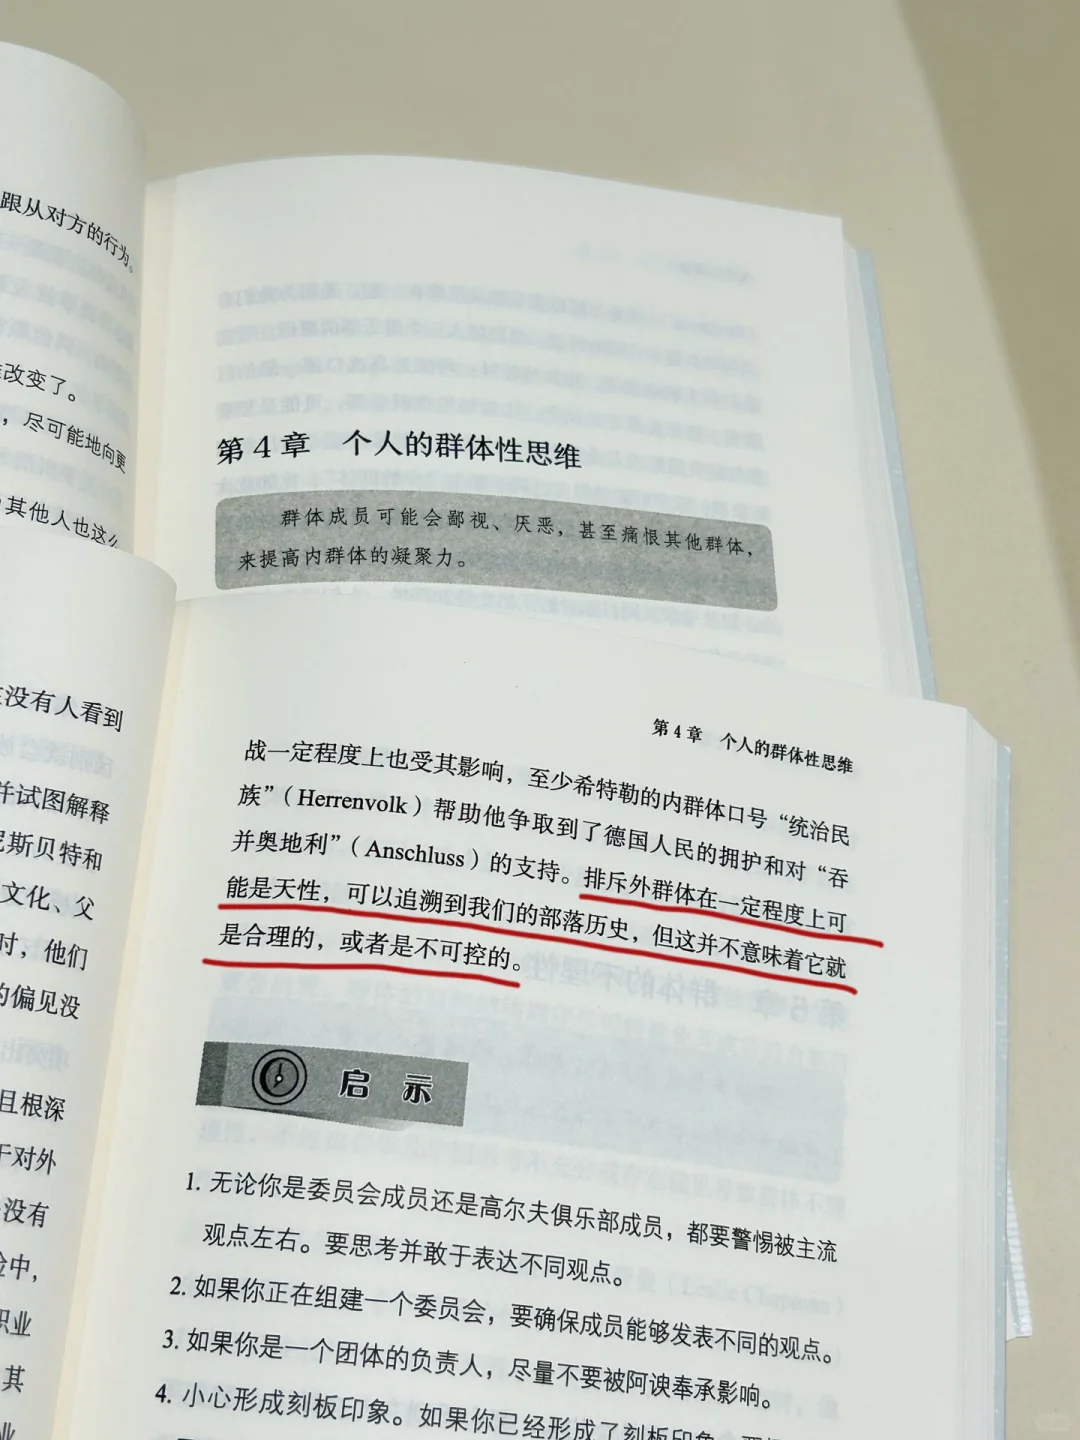 跟从对方的行为。
改变了。
，尽可能地向更
其他人也这么
第4章 个人的群体性思维
群体成员可能会鄙视、厌恶，甚至痛恨其他群体，
来提高内群体的凝聚力。
没有人看到
并试图解释
尼斯贝特和
文化、父
时，他们
的偏见没
且根深
于对外
没有
中，
职业
其
业
第4章 个人的群体性思维
战一定程度上也受其影响，至少希特勒的内群体口号“统治民
族”（Herrenvolk）帮助他争取到了德国人民的拥护和对“吞
并奥地利”（Anschluss）的支持。排斥外群体在一定程度上可
能是天性，可以追溯到我们的部落历史，但这并不意味着它就
是合理的，或者是不可控的。
启示
1. 无论你是委员会成员还是高尔夫俱乐部成员，都要警惕被主流
观点左右。要思考并敢于表达不同观点。
2. 如果你正在组建一个委员会，要确保成员能够发表不同的观点。
3. 如果你是一个团体的负责人，尽量不要被阿谀奉承影响。
4. 小心形成刻板印象。如果你已经形成了刻板印象，要